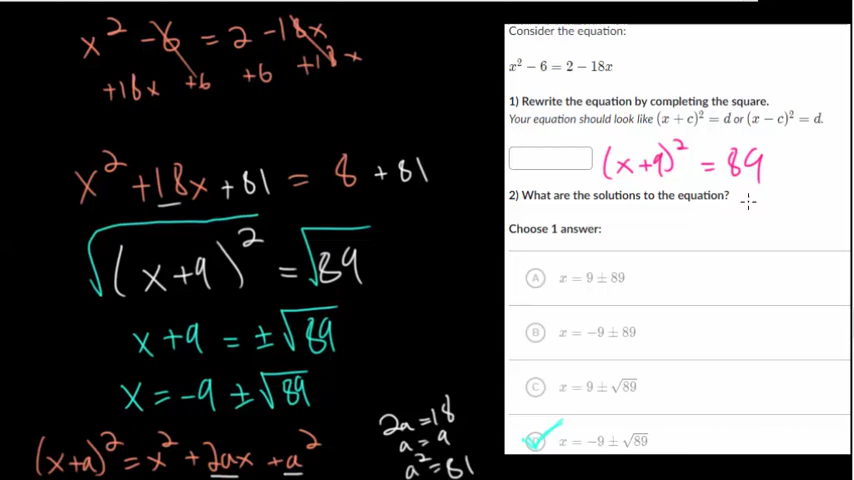 x² - 6 = 2 - 18x
+18x +6 +6 +18x
x² + 18x + 81 = 8 + 81
√(x+9)² = √89
x + 9 = ±√89
x = -9 ±√89
(x+a)² = x² + 2ax + a²
2a = 18
a = 9
a² = 81
Consider the equation:
x² − 6 = 2 − 18x
1) Rewrite the equation by completing the square.
Your equation should look like (x + c)² = d or (x − c)² = d.
(x+9)² = 89
2) What are the solutions to the equation?
Choose 1 answer:
A x = 9 ± 89
B x = −9 ± 89
C x = 9 ± √89
x = −9 ± √89